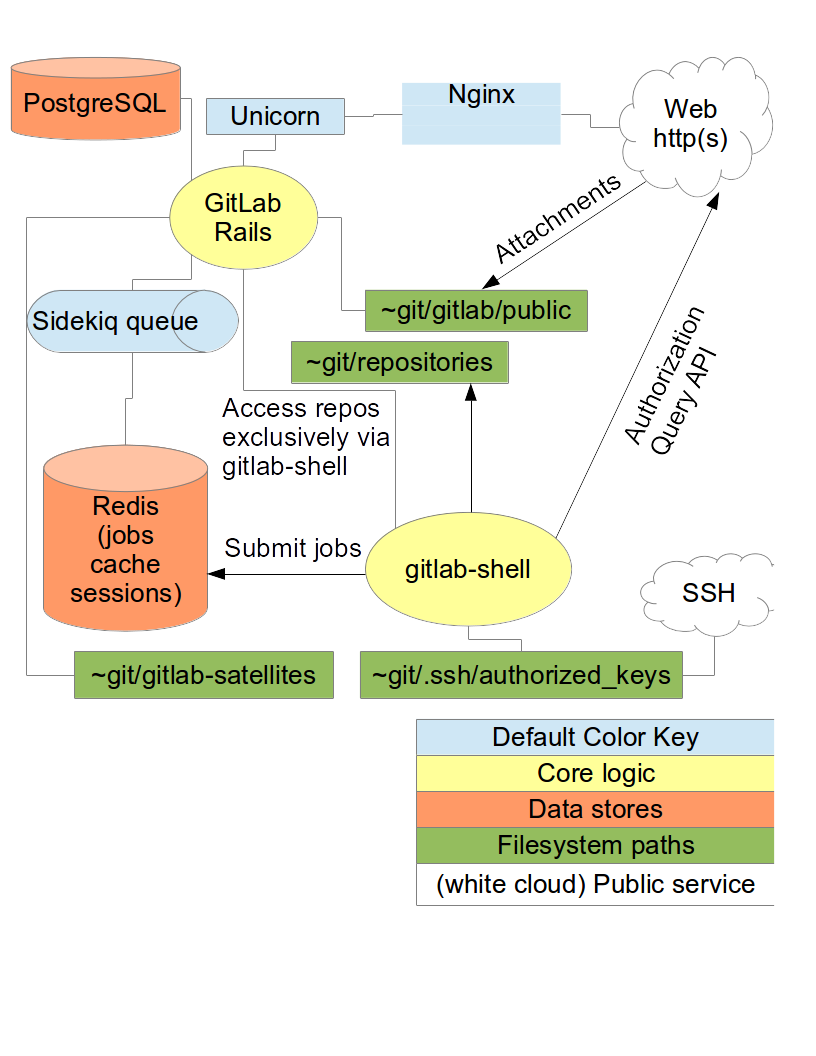 PostgreSQL
Unicorn
Nginx
Web
http(s)
GitLab
Rails
Attachments
~git/gitlab/public
Sidekiq queue
~git/repositories
Authorization
Query API
Access repos
exclusively via
gitlab-shell
Redis
(jobs
cache
sessions)
Submit jobs
gitlab-shell
SSH
~git/gitlab-satellites
~git/.ssh/authorized_keys
Default Color Key
Core logic
Data stores
Filesystem paths
(white cloud) Public service